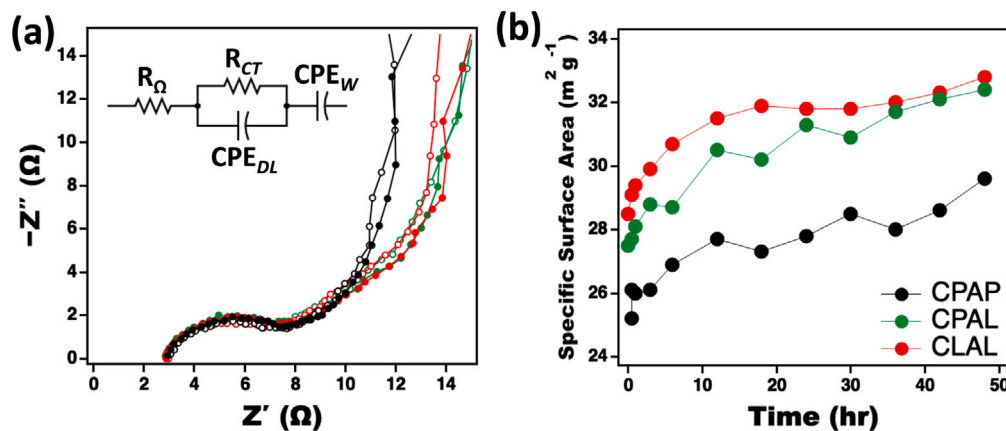 (a)
14
12
10
8
6
4
2
0
−Z″ (Ω)
R_Ω
R_CT
CPE_DL
CPE_W
0 2 4 6 8 10 12 14
Z′ (Ω)
(b)
34
32
30
28
26
24
Specific Surface Area (m² g⁻¹)
CPAP
CPAL
CLAL
0 10 20 30 40 50
Time (hr)